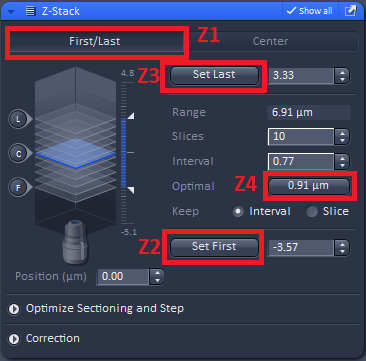 Z-Stack Show all
First/Last Z1 Center
4.8 Z3 Set Last 3.33
L Range 6.91 µm
Slices 10
C Interval 0.77
Optimal Z4 0.91 µm
F Keep Interval Slice
-5.1 Z2 Set First -3.57
Position (µm) 0.00
Optimize Sectioning and Step
Correction